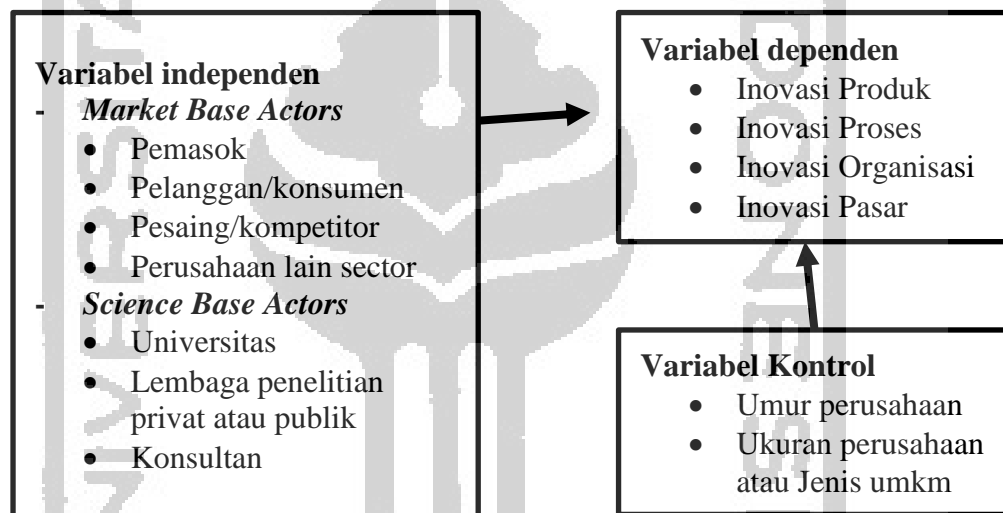 Variabel independen
- Market Base Actors
• Pemasok
• Pelanggan/konsumen
• Pesaing/kompetitor
• Perusahaan lain sector
- Science Base Actors
• Universitas
• Lembaga penelitian
privat atau publik
• Konsultan
Variabel dependen
• Inovasi Produk
• Inovasi Proses
• Inovasi Organisasi
• Inovasi Pasar
Variabel Kontrol
• Umur perusahaan
• Ukuran perusahaan
atau Jenis umkm